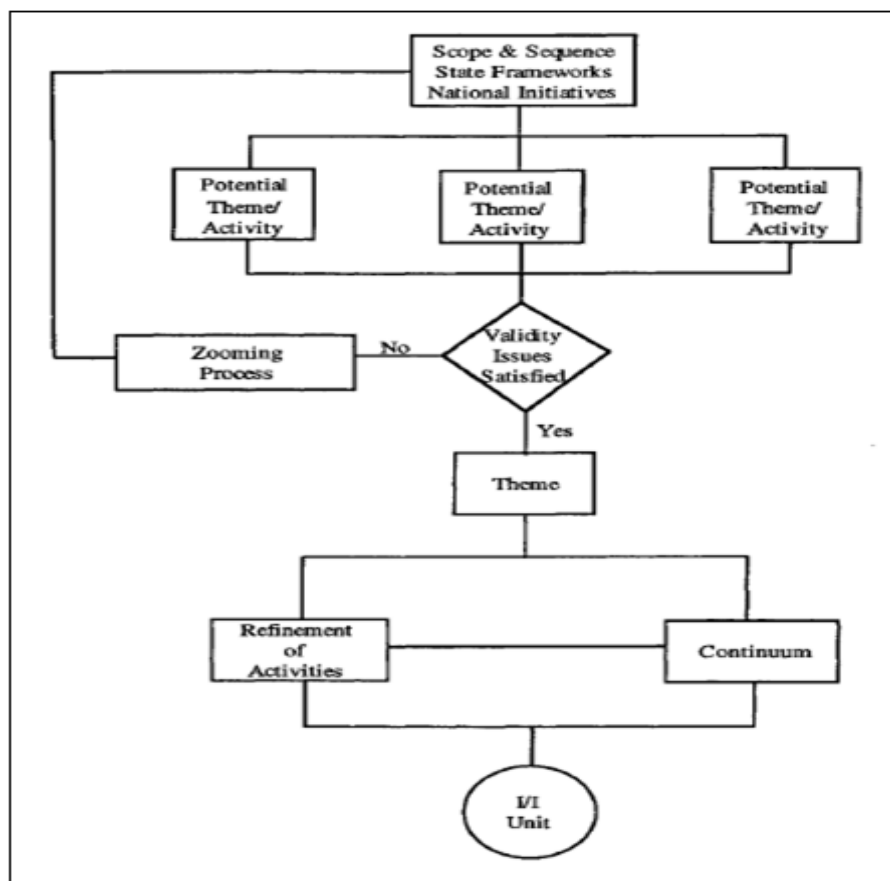 Scope & Sequence
State Frameworks
National Initiatives
Potential
Theme/
Activity
Potential
Theme/
Activity
Potential
Theme/
Activity
Validity
Issues
Satisfied
No
Zooming
Process
Yes
Theme
Refinement
of
Activities
Continuum
I/I
Unit